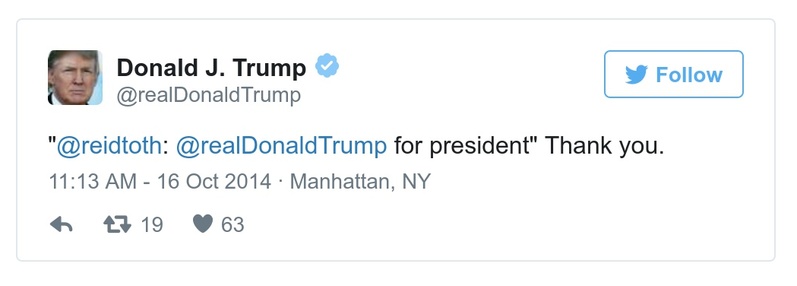 Donald J. Trump
Follow
@realDonaldTrump
"@reidtoth: @realDonaldTrump for president" Thank you.
11:13 AM - 16 Oct 2014 · Manhattan, NY
19 63